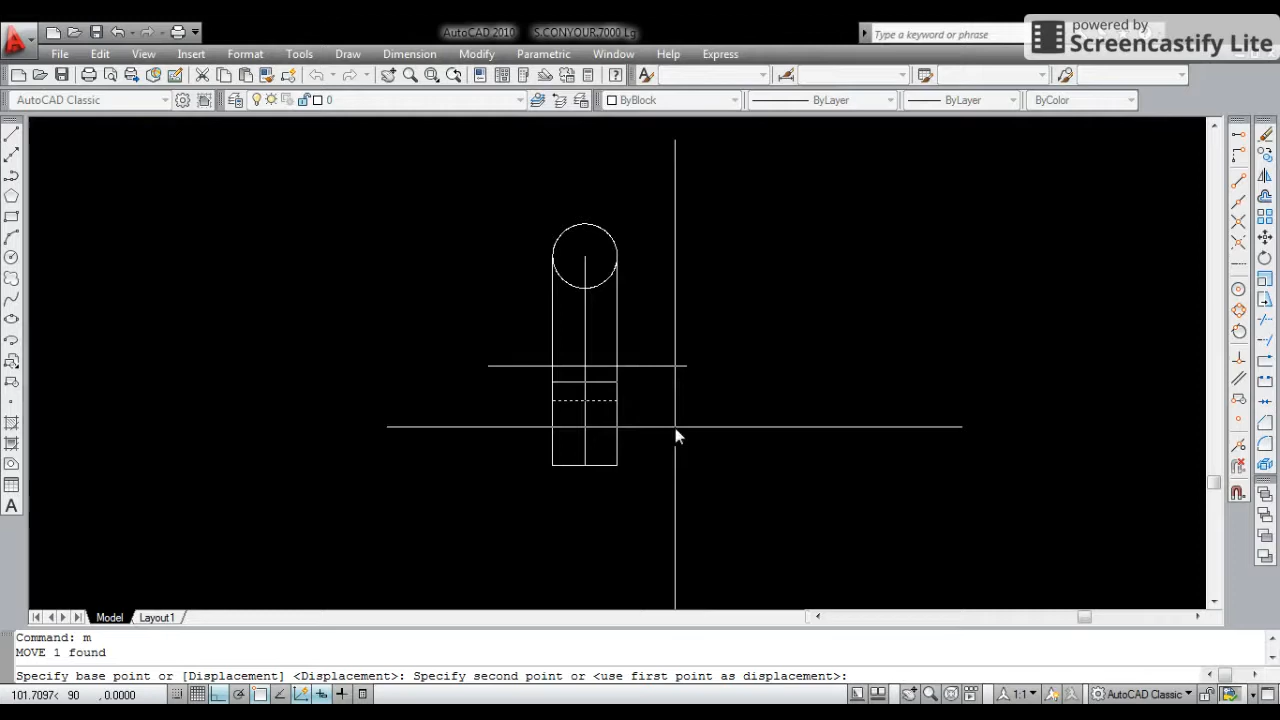 AutoCAD 2010 S.CONYOUR.7000 Lg
Type a keyword or phrase
powered by
Screencastify Lite
File Edit View Insert Format Tools Draw Dimension Modify Parametric Window Help Express
AutoCAD Classic 0 ByBlock ByLayer ByLayer ByColor
A
Model Layout1
Command: m
MOVE 1 found
Specify base point or [Displacement] <Displacement>: Specify second point or <use first point as displacement>:
101.7097< 90 , 0.0000 1:1 AutoCAD Classic